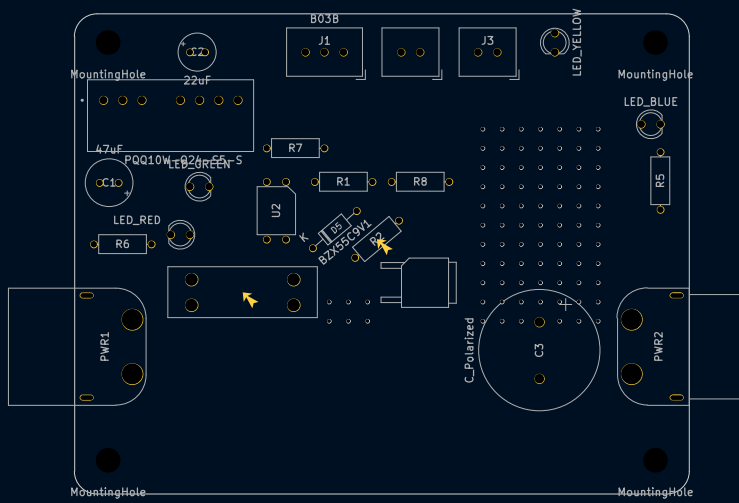 B03B
J1
J3
LED_YELLOW
C2
MountingHole
MountingHole
22uF
LED_BLUE
47uF
PQQ10W-Q24-S5-S
LED_GREEN
R7
C1
R1
R8
R5
U2
LED_RED
D5
K
BZX55C9V1
R2
R6
PWR1
C_Polarized
C3
PWR2
MountingHole
MountingHole